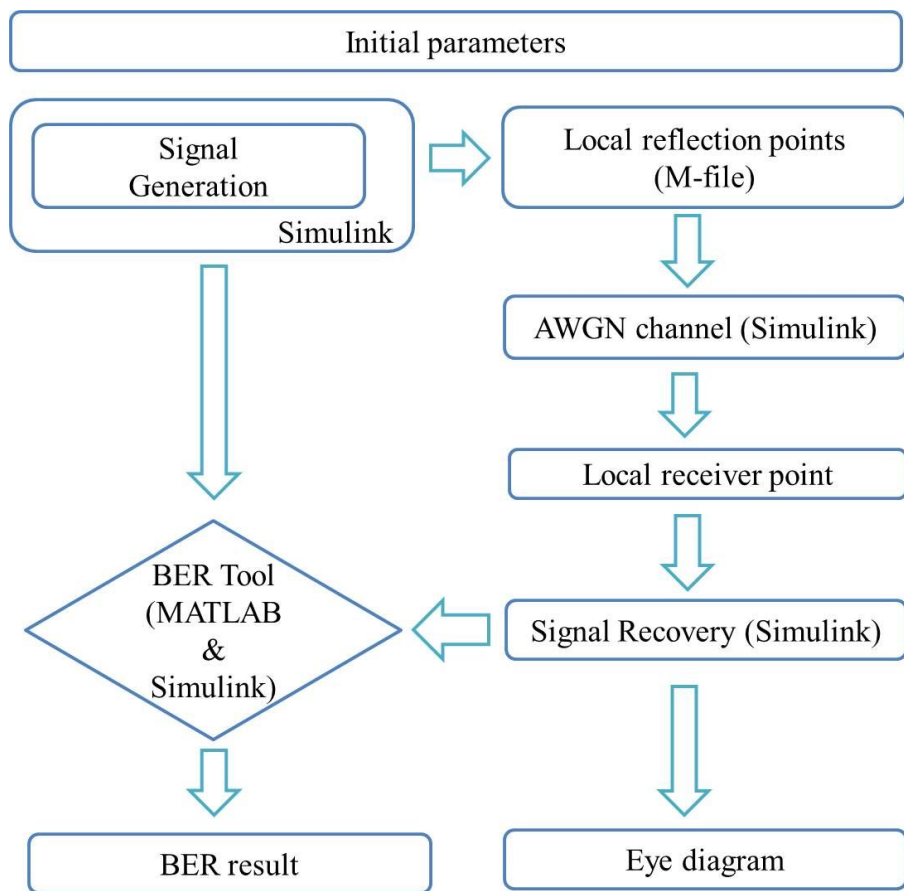 Initial parameters
Signal
Generation
Simulink
Local reflection points
(M-file)
AWGN channel (Simulink)
Local receiver point
BER Tool
(MATLAB
&
Simulink)
Signal Recovery (Simulink)
BER result
Eye diagram